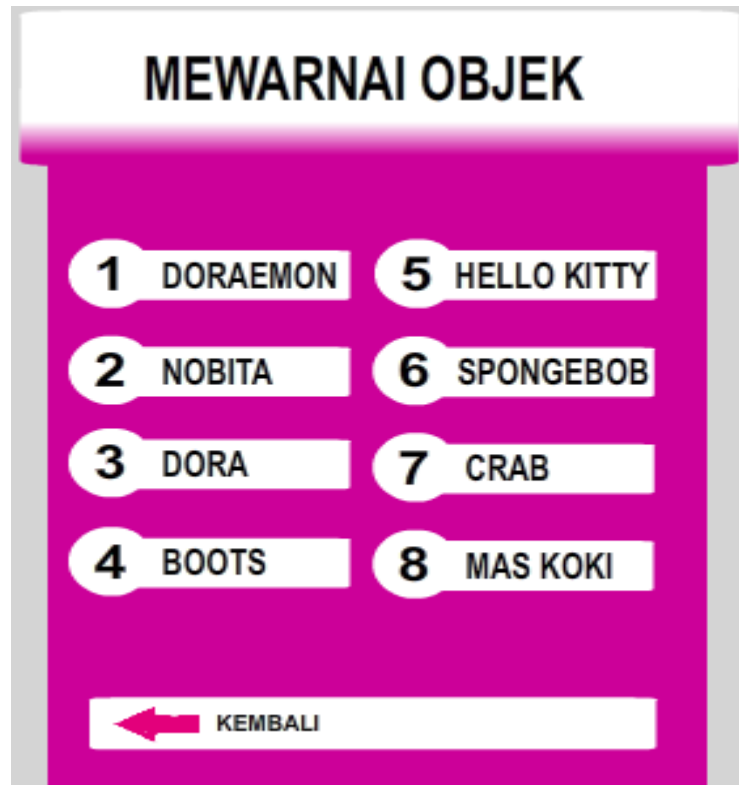 MEWARNAI OBJEK
1 DORAEMON
2 NOBITA
3 DORA
4 BOOTS
5 HELLO KITTY
6 SPONGEBOB
7 CRAB
8 MAS KOKI
KEMBALI